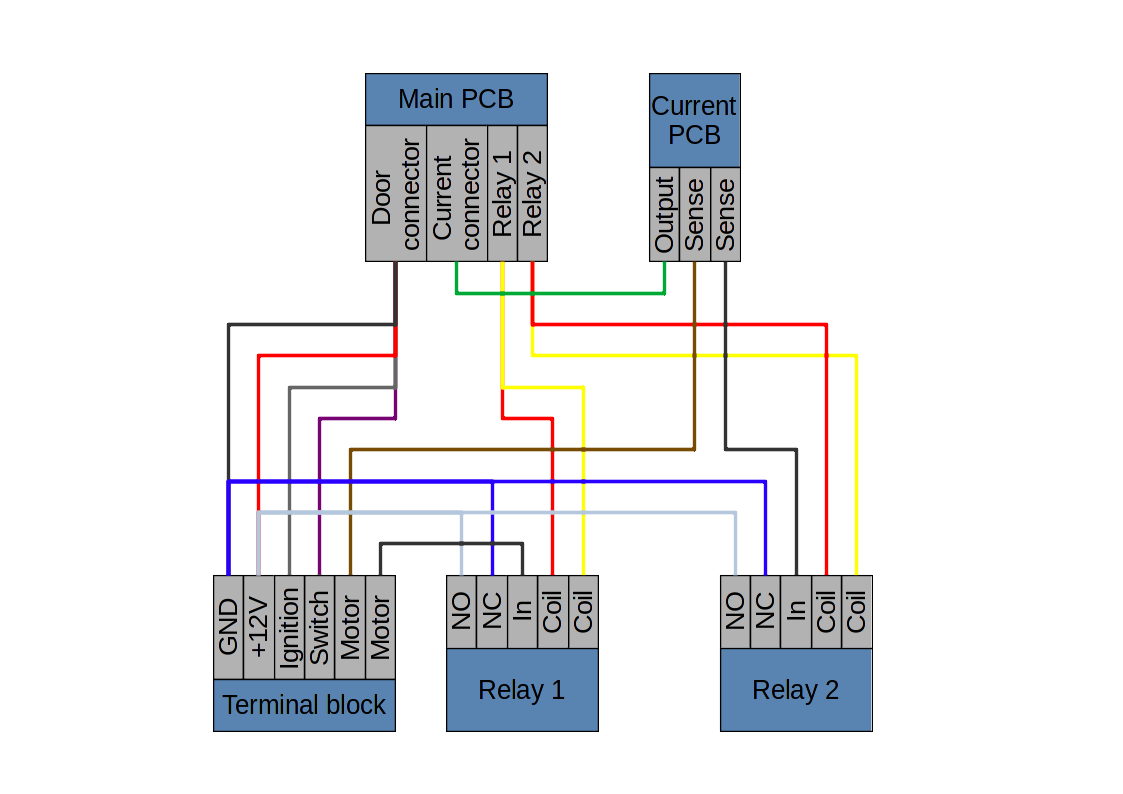 Main PCB
Door
connector
Current
connector
Relay 1
Relay 2
Current
PCB
Output
Sense
Sense
GND
+12V
Ignition
Switch
Motor
Motor
Terminal block
NO
NC
In
Coil
Coil
Relay 1
NO
NC
In
Coil
Coil
Relay 2